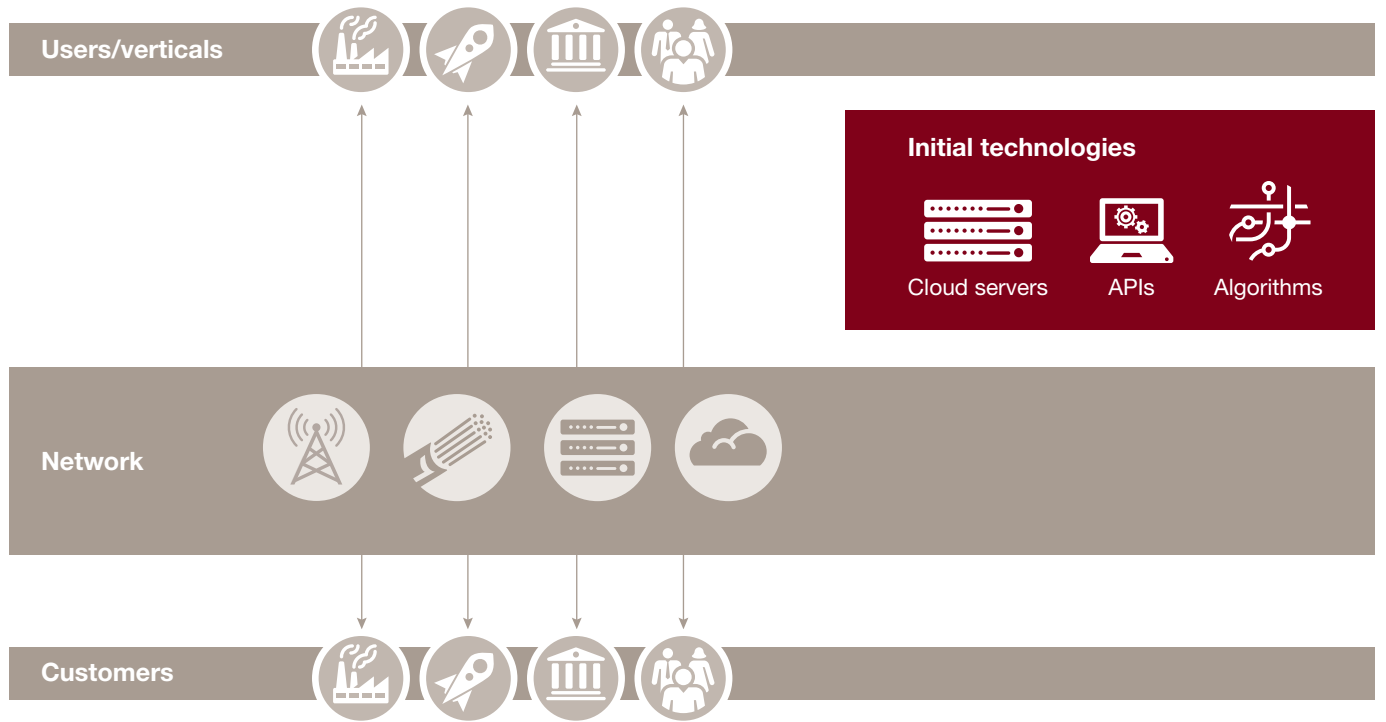 Users/verticals
Initial technologies
Cloud servers
APIs
Algorithms
Network
Customers